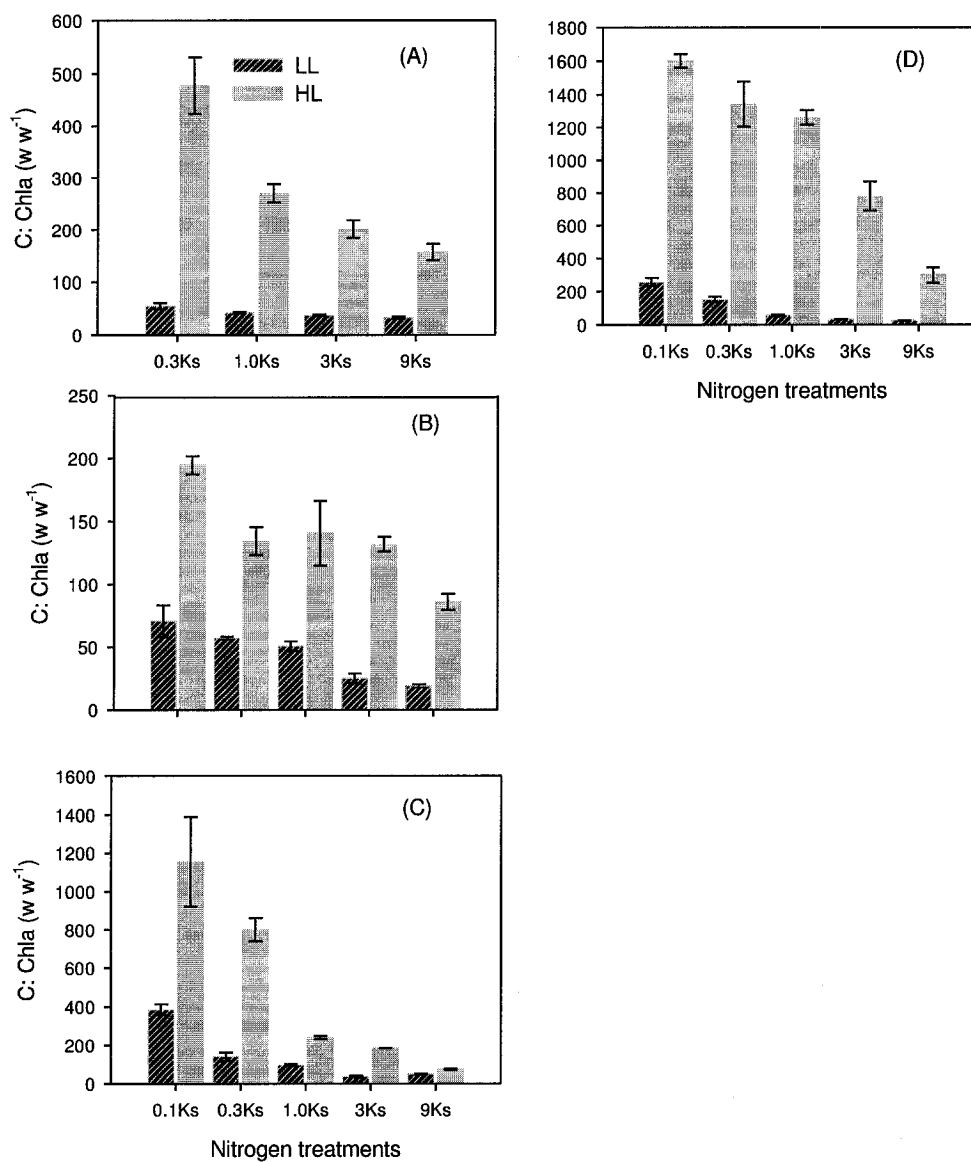 600
500
400
300
200
100
0
C: Chla (w w-1)
LL
HL
(A)
0.3Ks 1.0Ks 3Ks 9Ks
1800
1600
1400
1200
1000
800
600
400
200
0
(D)
0.1Ks 0.3Ks 1.0Ks 3Ks 9Ks
Nitrogen treatments
250
200
150
100
50
0
C: Chla (w w-1)
(B)
1600
1400
1200
1000
800
600
400
200
0
C: Chla (w w-1)
(C)
0.1Ks 0.3Ks 1.0Ks 3Ks 9Ks
Nitrogen treatments